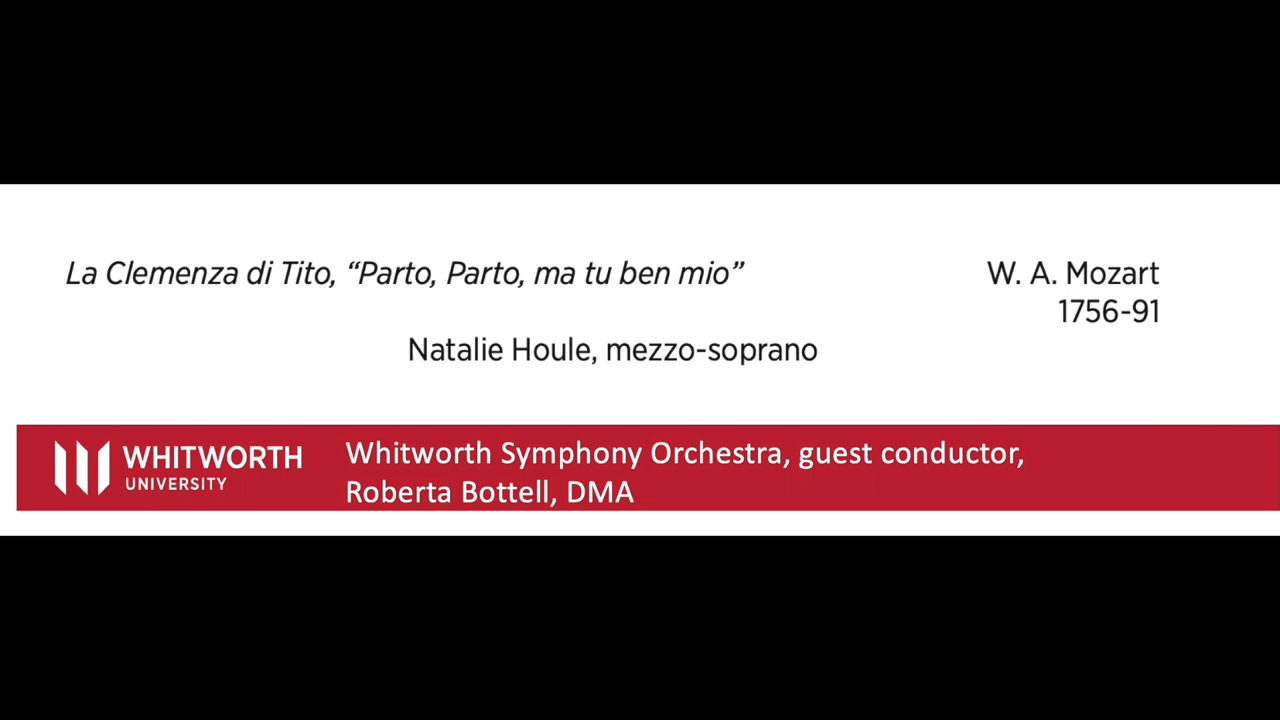 La Clemenza di Tito, “Parto, Parto, ma tu ben mio” W. A. Mozart
1756-91
Natalie Houle, mezzo-soprano
WHITWORTH
UNIVERSITY
Whitworth Symphony Orchestra, guest conductor,
Roberta Bottell, DMA